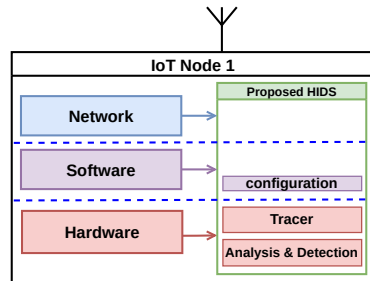 IoT Node 1
Proposed HIDS
Network
Software
configuration
Hardware
Tracer
Analysis & Detection